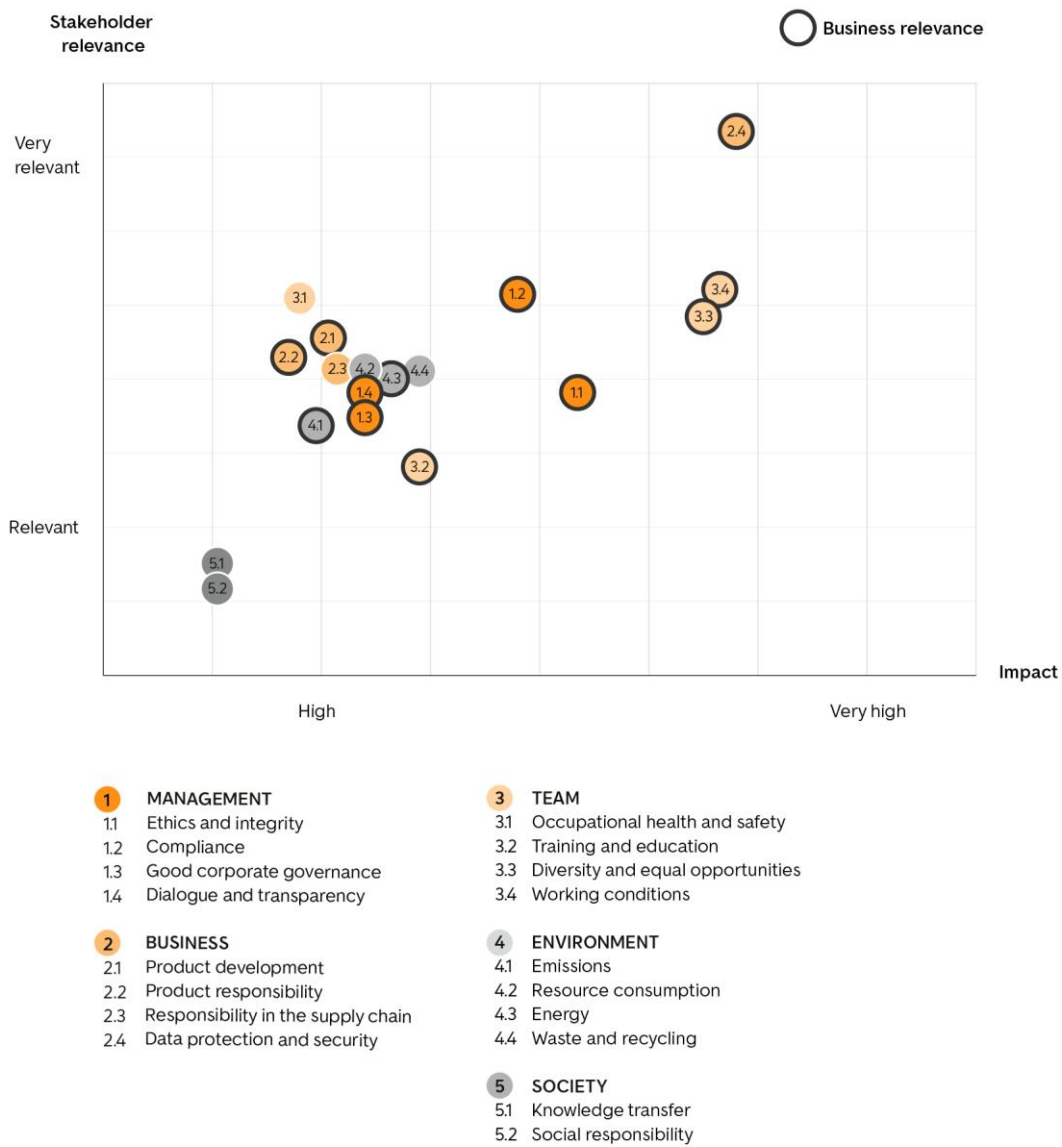 Stakeholder
relevance
Business relevance
Very
relevant
2.4
3.4
1.2
3.1
3.3
2.1
2.2
2.3
4.2
4.4
4.3
1.4
1.1
1.3
4.1
3.2
Relevant
5.1
5.2
Impact
High
Very high
1 MANAGEMENT
1.1 Ethics and integrity
1.2 Compliance
1.3 Good corporate governance
1.4 Dialogue and transparency
2 BUSINESS
2.1 Product development
2.2 Product responsibility
2.3 Responsibility in the supply chain
2.4 Data protection and security
3 TEAM
3.1 Occupational health and safety
3.2 Training and education
3.3 Diversity and equal opportunities
3.4 Working conditions
4 ENVIRONMENT
4.1 Emissions
4.2 Resource consumption
4.3 Energy
4.4 Waste and recycling
5 SOCIETY
5.1 Knowledge transfer
5.2 Social responsibility